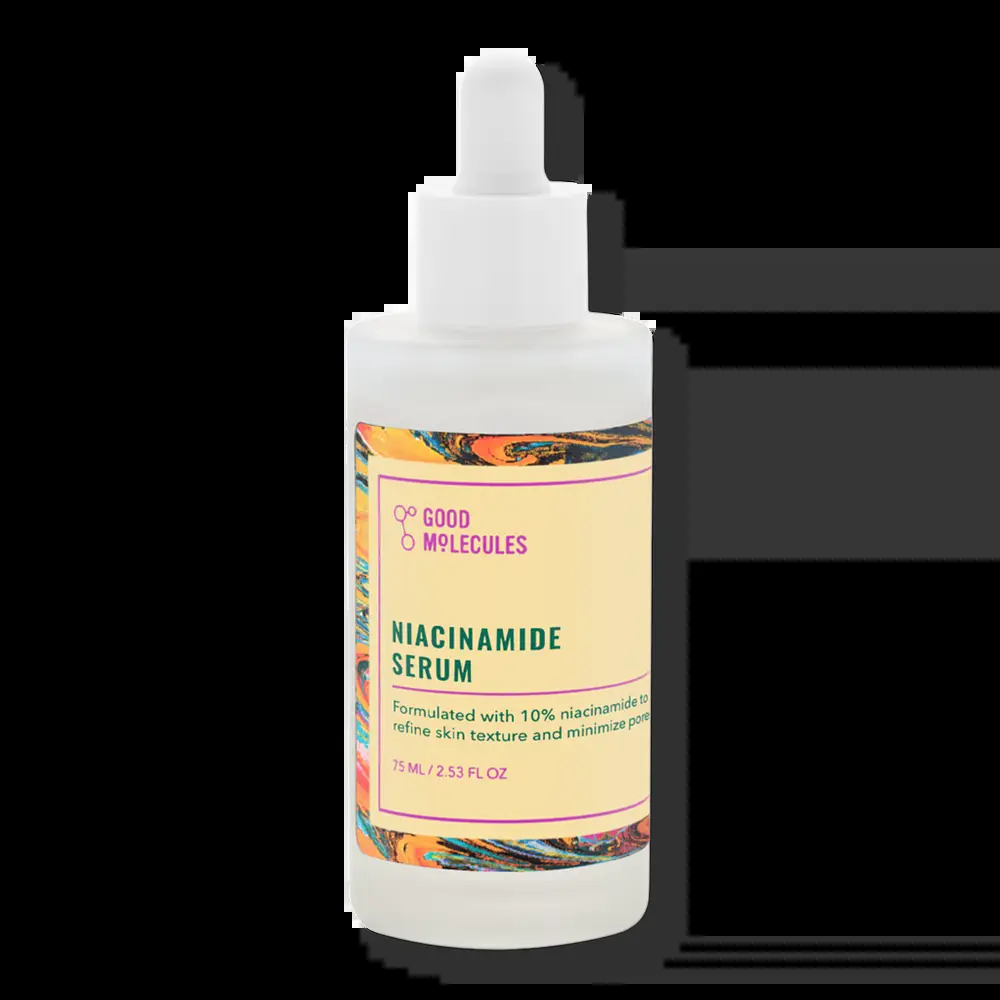 GOOD
MOLECULES
NIACINAMIDE
SERUM
Formulated with 10% niacinamide to
refine skin texture and minimize pore
75 ML / 2.53 FL OZ